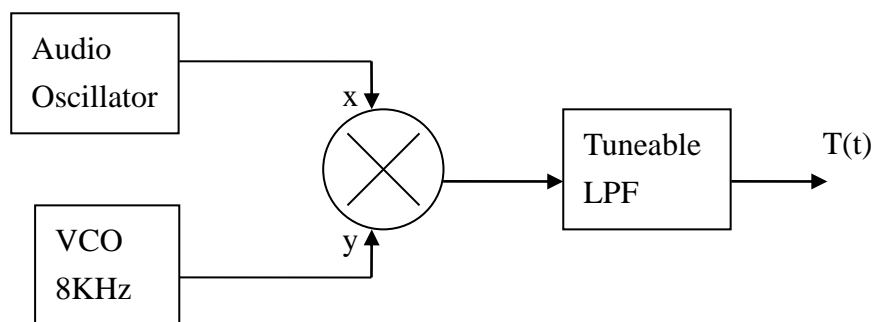 Audio
Oscillator
x
Tuneable
LPF
T(t)
y
VCO
8KHz